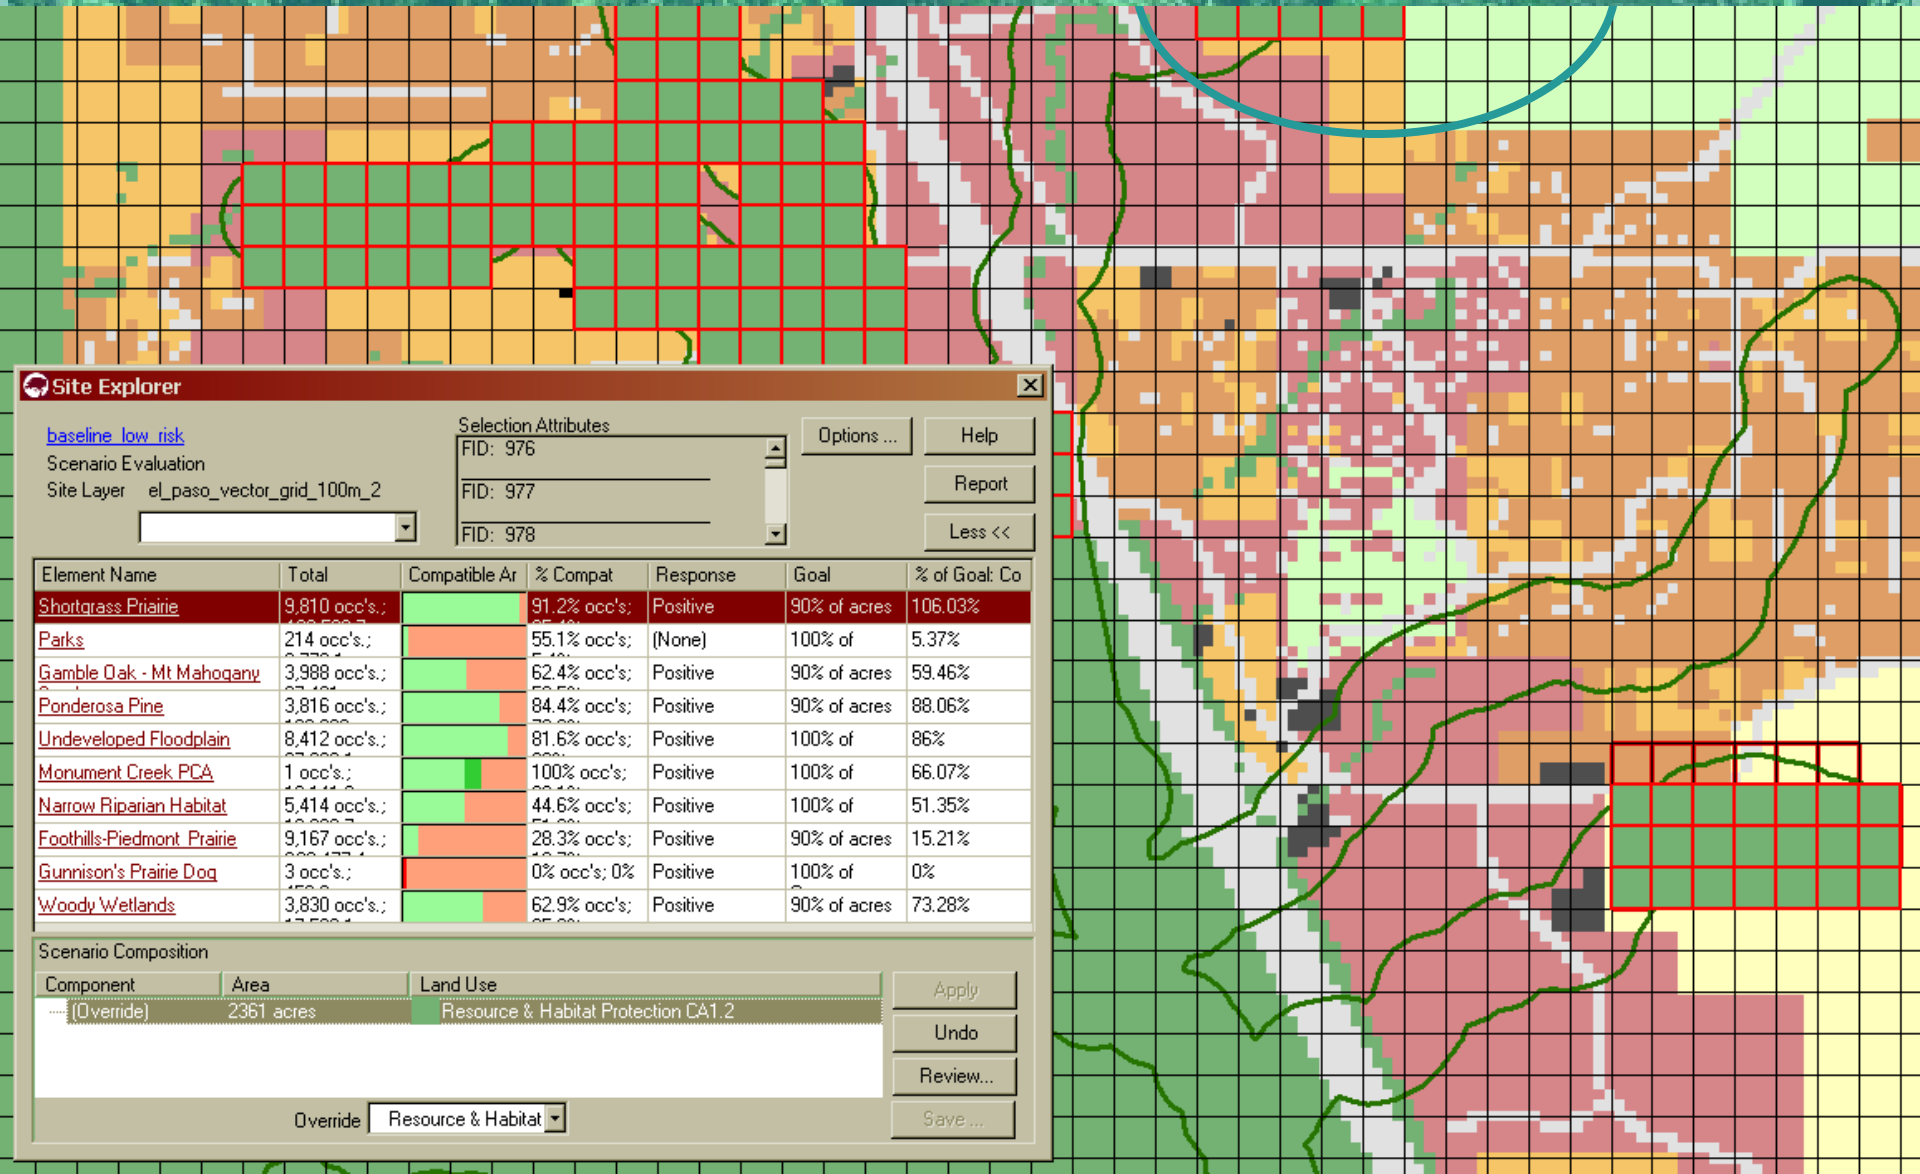 Site Explorer
baseline_low_risk
Scenario Evaluation
Site Layer el_paso_vector_grid_100m_2
Selection Attributes
FID: 976
FID: 977
FID: 978
Options ...
Help
Report
Less <<
Element Name Total Compatible Ar % Compat Response Goal % of Goal: Co
Shortgrass Priairie 9,810 occ's.; 91.2% occ's; Positive 90% of acres 106.03%
Parks 214 occ's.; 55.1% occ's; (None) 100% of 5.37%
Gamble Oak - Mt Mahogany 3,988 occ's.; 62.4% occ's; Positive 90% of acres 59.46%
Ponderosa Pine 3,816 occ's.; 84.4% occ's; Positive 90% of acres 88.06%
Undeveloped Floodplain 8,412 occ's.; 81.6% occ's; Positive 100% of 86%
Monument Creek PCA 1 occ's.; 100% occ's; Positive 100% of 66.07%
Narrow Riparian Habitat 5,414 occ's.; 44.6% occ's; Positive 100% of 51.35%
Foothills-Piedmont Prairie 9,167 occ's.; 28.3% occ's; Positive 90% of acres 15.21%
Gunnison's Prairie Dog 3 occ's.; 0% occ's; 0% Positive 100% of 0%
Woody Wetlands 3,830 occ's.; 62.9% occ's; Positive 90% of acres 73.28%
Scenario Composition
Component Area Land Use
(Override) 2361 acres Resource & Habitat Protection CA1.2
Apply
Undo
Review...
Save ...
Override Resource & Habitat